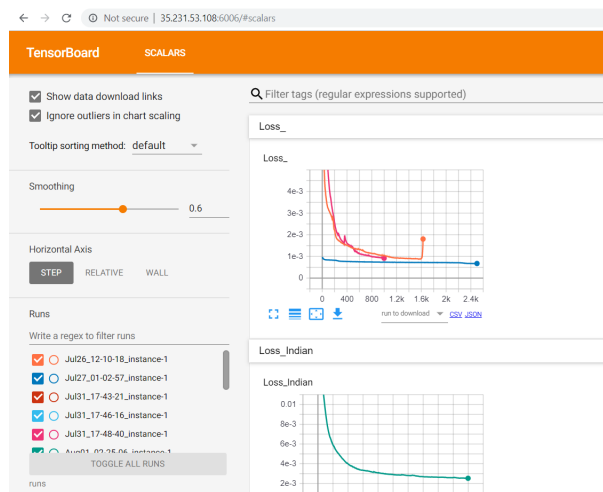 Not secure | 35.231.53.108:6006/#scalars
TensorBoard SCALARS
Show data download links
Ignore outliers in chart scaling
Tooltip sorting method: default
Smoothing
0.6
Horizontal Axis
STEP RELATIVE WALL
Runs
Write a regex to filter runs
Jul26_12-10-18_instance-1
Jul27_01-02-57_instance-1
Jul31_17-43-21_instance-1
Jul31_17-46-16_instance-1
Jul31_17-48-40_instance-1
Aug01_02-25-06_instance-1
TOGGLE ALL RUNS
runs
Filter tags (regular expressions supported)
Loss_
Loss_
4e-3
3e-3
2e-3
1e-3
0
0 400 800 1.2k 1.6k 2k 2.4k
run to download CSV JSON
Loss_Indian
Loss_Indian
0.01
8e-3
6e-3
4e-3
2e-3